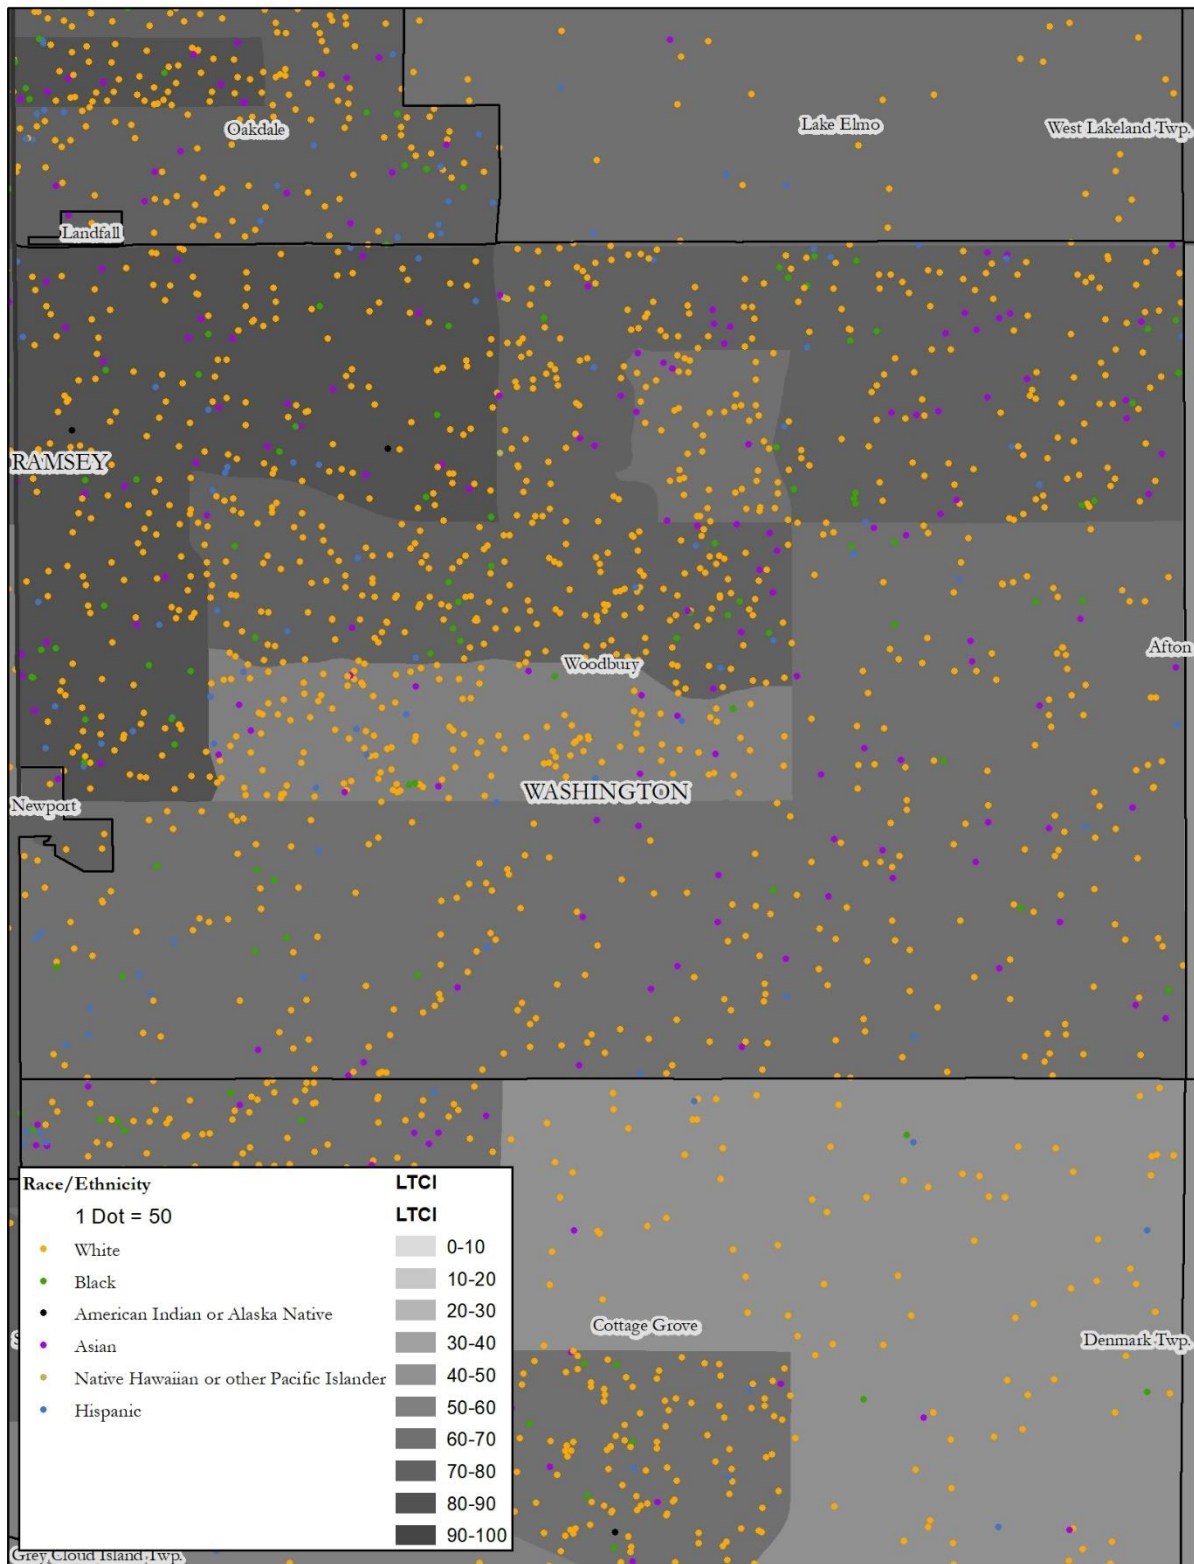 Oakdale
Lake Elmo
West Lakeland Twp.
Landfall
RAMSEY
Woodbury
Afton
WASHINGTON
Newport
Race/Ethnicity
1 Dot = 50
White
Black
American Indian or Alaska Native
Asian
Native Hawaiian or other Pacific Islander
Hispanic
LTCI
LTCI
0-10
10-20
20-30
30-40
40-50
50-60
60-70
70-80
80-90
90-100
Cottage Grove
Denmark Twp.
Grey Cloud Island Twp.